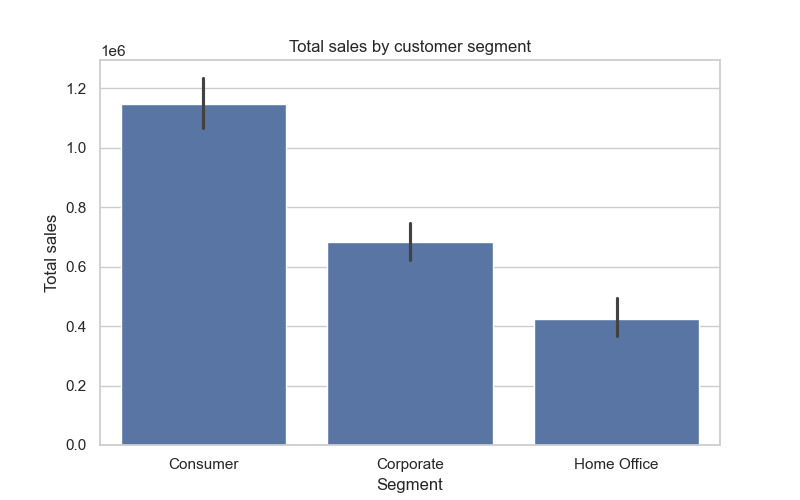 Total sales by customer segment
1e6
1.2
1.0
0.8
0.6
0.4
0.2
0.0
Total sales
Consumer
Corporate
Home Office
Segment